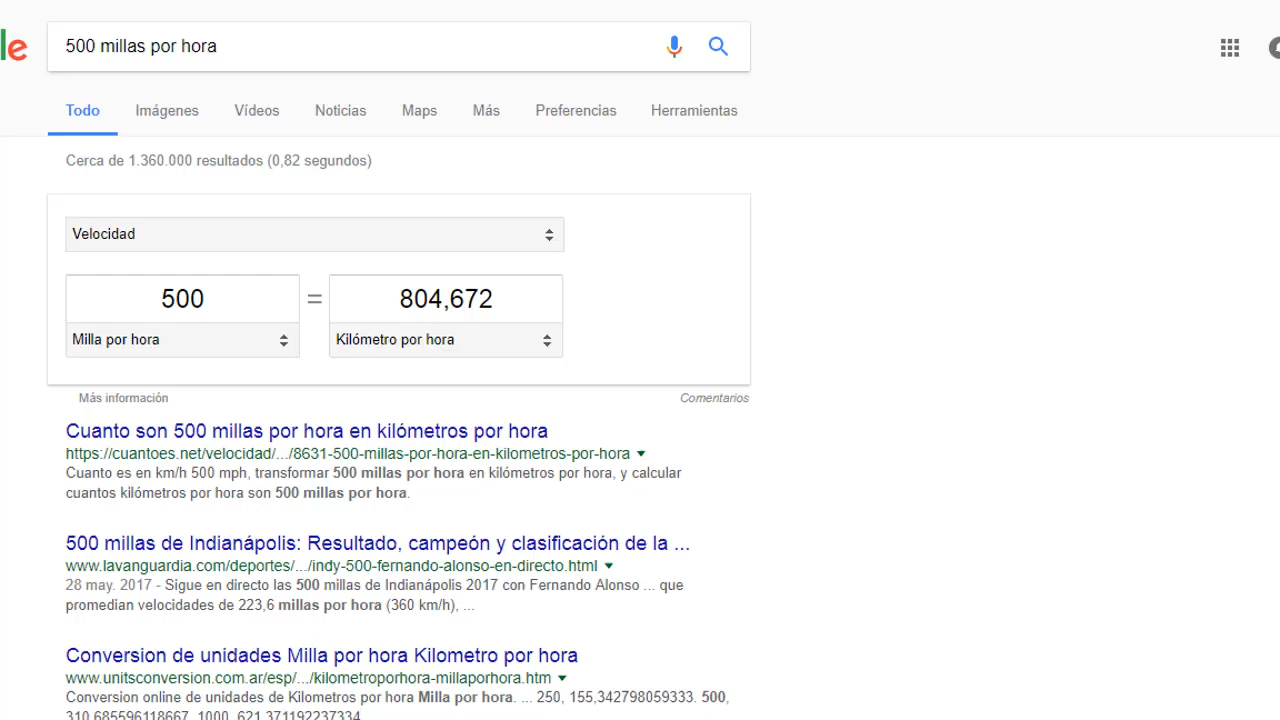 le
500 millas por hora
Todo Imágenes Vídeos Noticias Maps Más Preferencias Herramientas
Cerca de 1.360.000 resultados (0,82 segundos)
Velocidad
500 = 804,672
Milla por hora Kilómetro por hora
Más información Comentarios
Cuanto son 500 millas por hora en kilómetros por hora
https://cuantoes.net/velocidad/.../8631-500-millas-por-hora-en-kilometros-por-hora
Cuanto es en km/h 500 mph, transformar 500 millas por hora en kilómetros por hora, y calcular
cuantos kilómetros por hora son 500 millas por hora.
500 millas de Indianápolis: Resultado, campeón y clasificación de la ...
www.lavanguardia.com/deportes/.../indy-500-fernando-alonso-en-directo.html
28 may. 2017 - Sigue en directo las 500 millas de Indianápolis 2017 con Fernando Alonso ... que
promedian velocidades de 223,6 millas por hora (360 km/h), ...
Conversion de unidades Milla por hora Kilometro por hora
www.unitsconversion.com.ar/esp/.../kilometroporhora-millaporhora.htm
Conversion online de unidades de Kilometros por hora Milla por hora. ... 250, 155,342798059333. 500,
310,685596118667, 1000, 621,371192237334